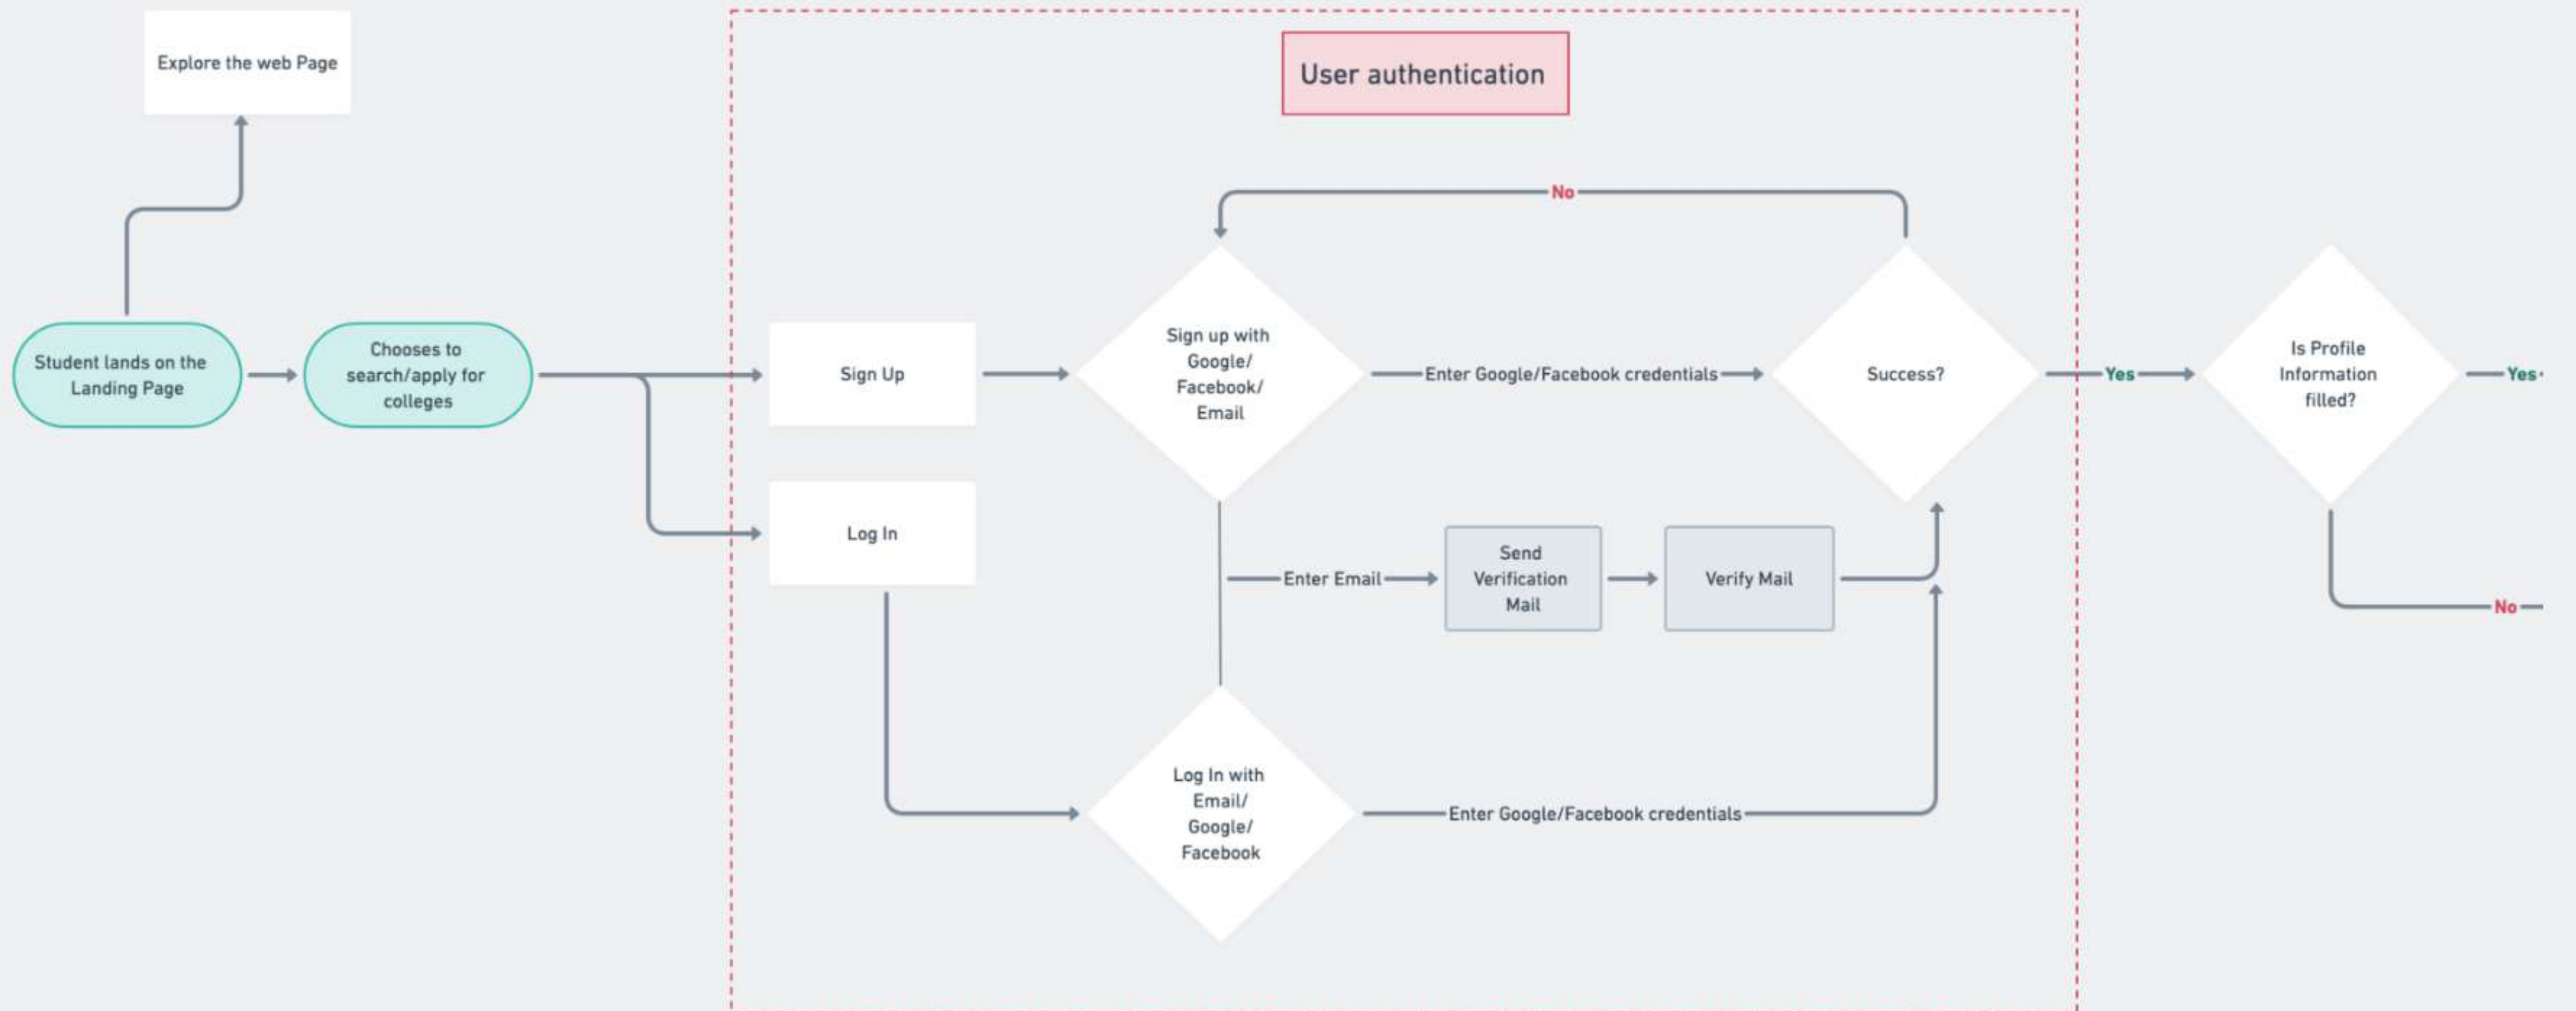 Explore the web Page
User authentication
No
Student lands on the
Landing Page
Chooses to
search/apply for
colleges
Sign Up
Sign up with
Google/
Facebook/
Email
Enter Google/Facebook credentials
Success?
Yes
Is Profile
Information
filled?
Yes
Log In
Enter Email
Send
Verification
Mail
Verify Mail
No
Log In with
Email/
Google/
Facebook
Enter Google/Facebook credentials